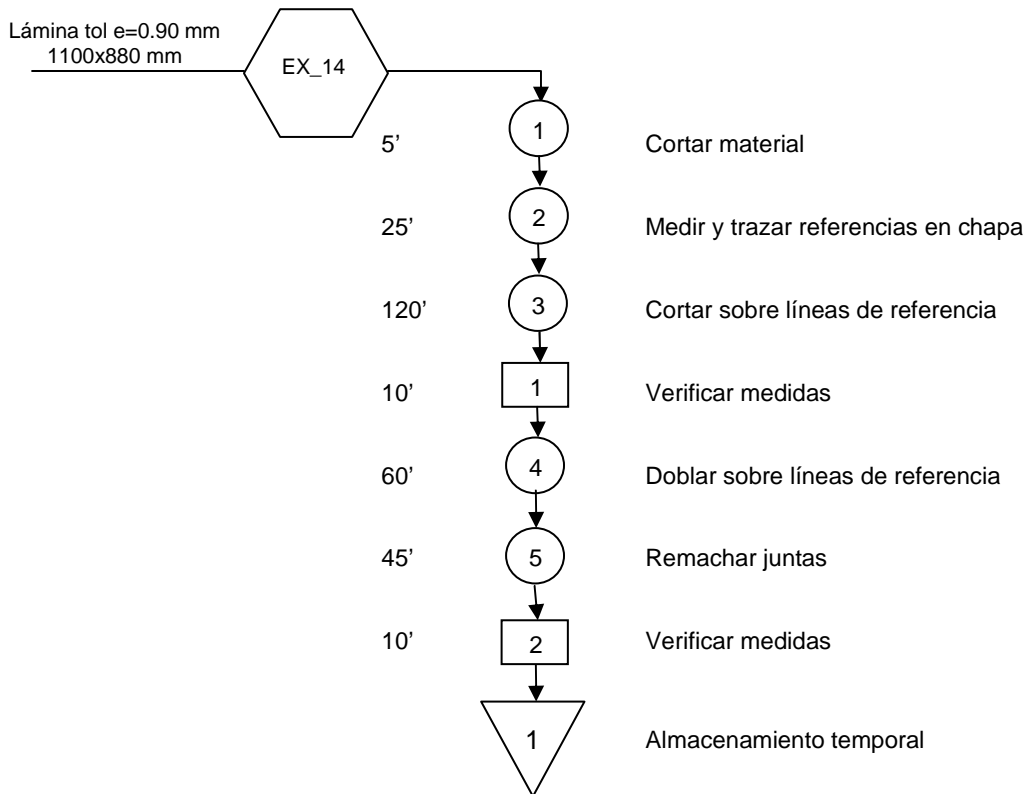 Lámina tol e=0.90 mm
1100x880 mm
EX_14
1
5’
Cortar material
2
25’
Medir y trazar referencias en chapa
3
120’
Cortar sobre líneas de referencia
1
10’
Verificar medidas
4
60’
Doblar sobre líneas de referencia
5
45’
Remachar juntas
2
10’
Verificar medidas
1
Almacenamiento temporal